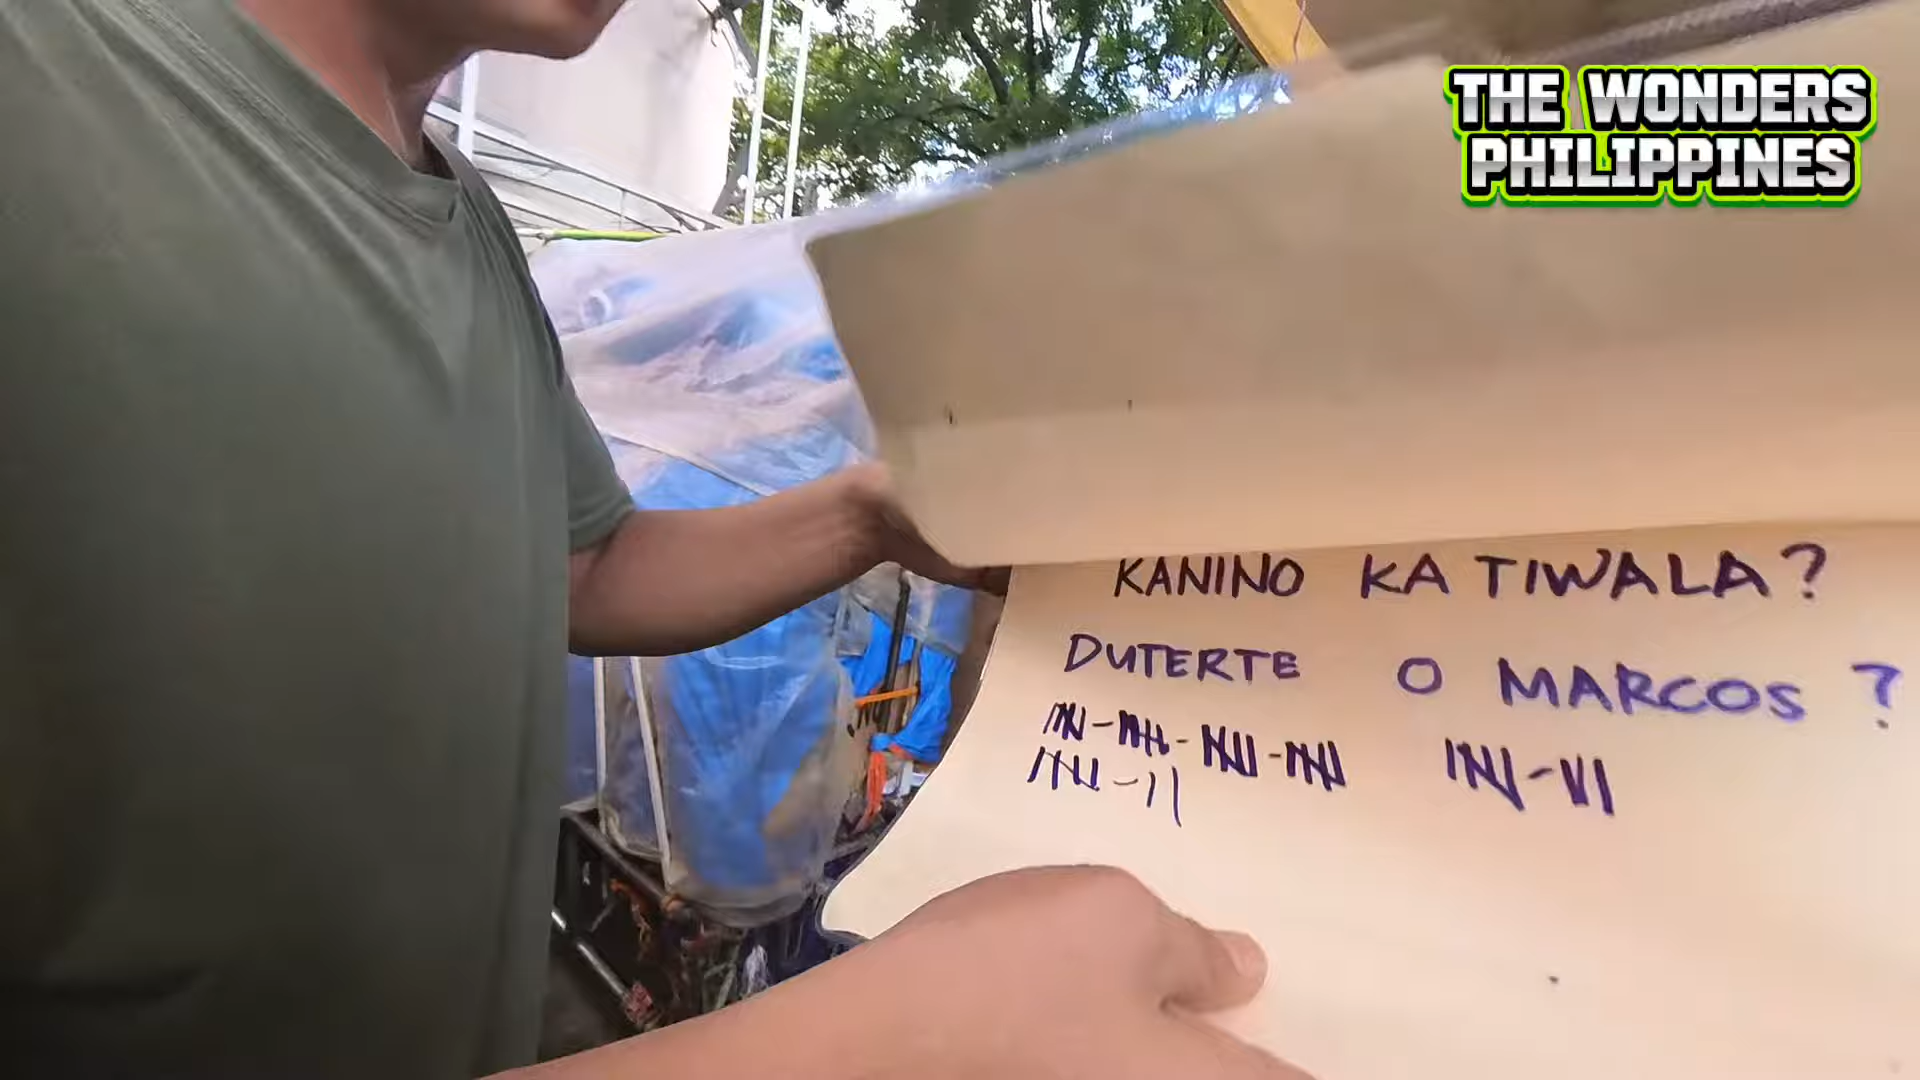 THE WONDERS
PHILIPPINES
KANINO KA TIWALA?
DUTERTE O MARCOS?